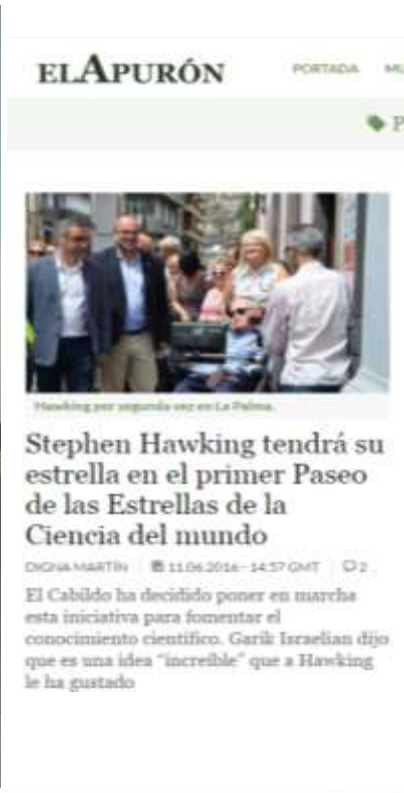 ELAPURÓN
PORTADA MU
P
Hawking por segunda vez en La Palma.
Stephen Hawking tendrá su
estrella en el primer Paseo
de las Estrellas de la
Ciencia del mundo
DIGNA MARTÍN 11.06.2016 - 14:57 GMT 2
El Cabildo ha decidido poner en marcha
esta iniciativa para fomentar el
conocimiento científico. Garik Israelian dijo
que es una idea "increíble" que a Hawking
le ha gustado